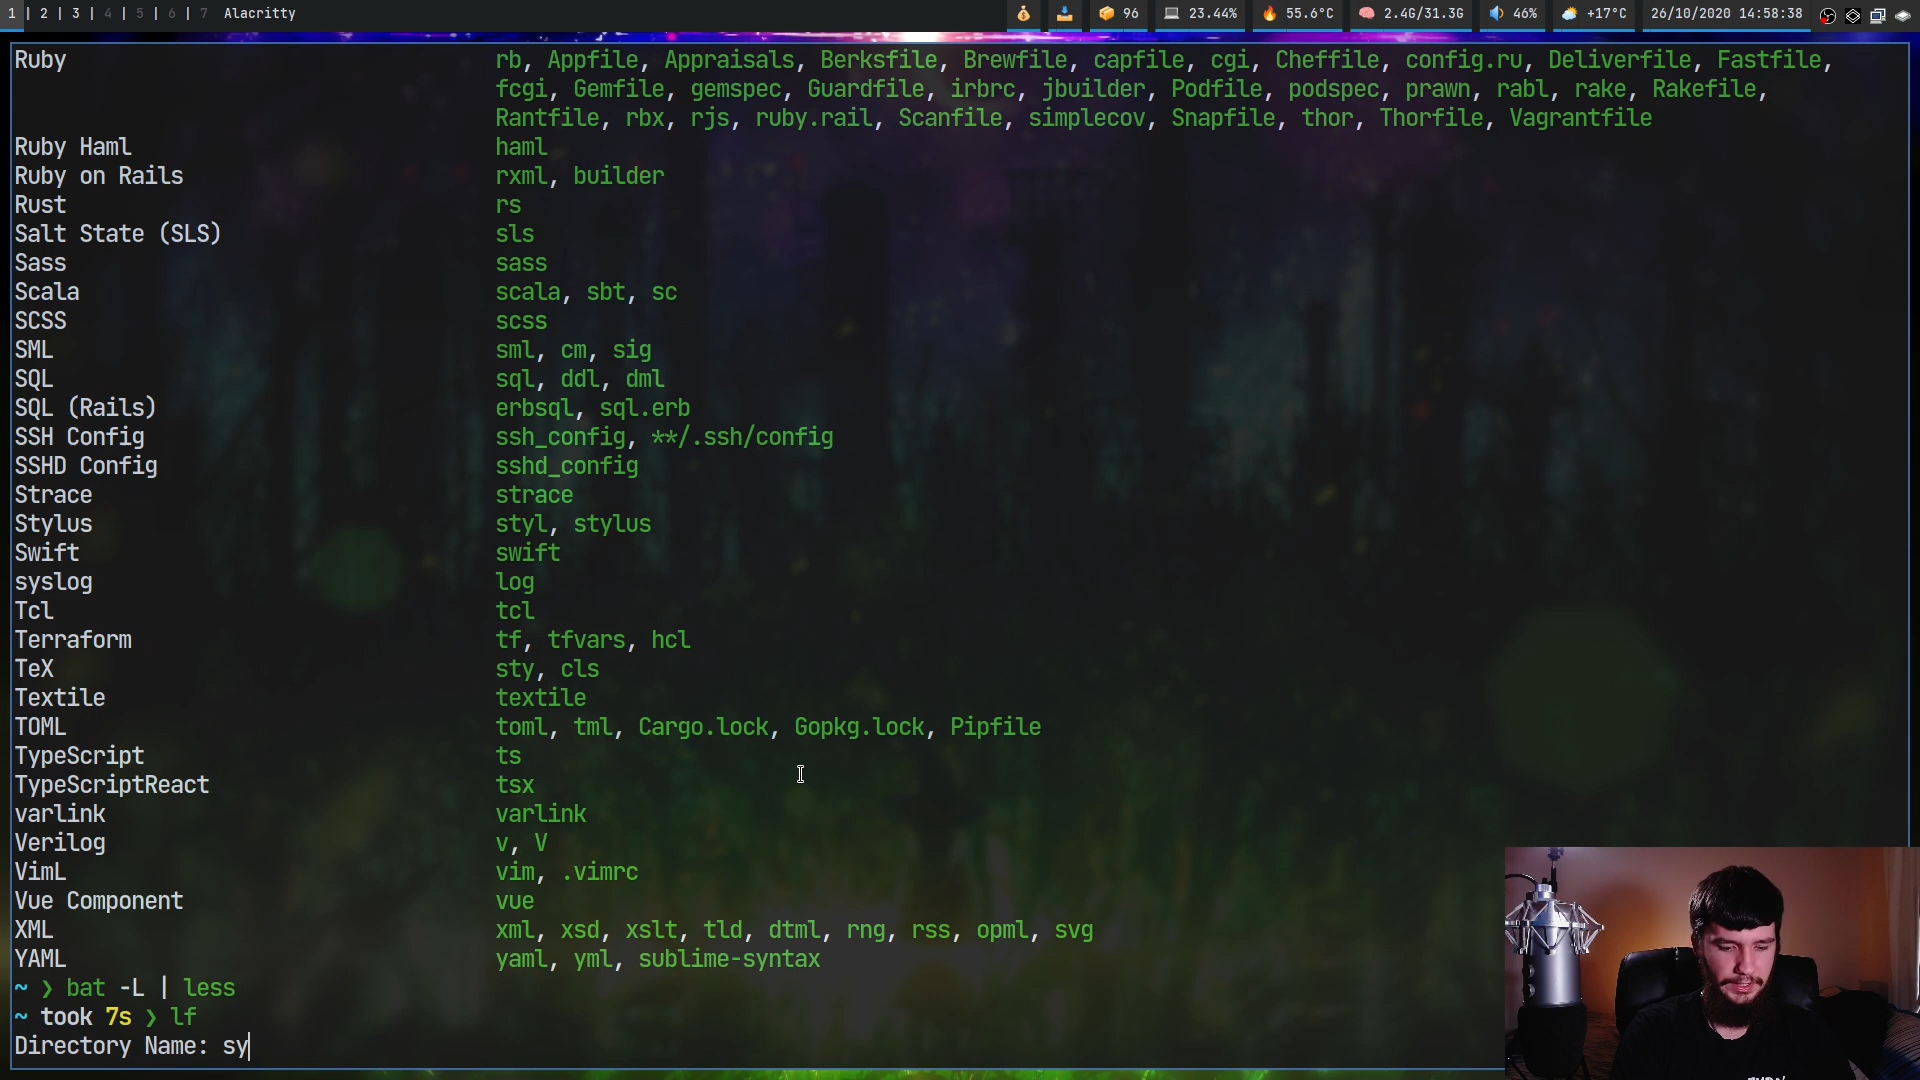 1 | 2 | 3 | 4 | 5 | 6 | 7 Alacritty 96 23.44% 55.6°C 2.4G/31.3G 46% +17°C 26/10/2020 14:58:38
Ruby rb, Appfile, Appraisals, Berksfile, Brewfile, capfile, cgi, Cheffile, config.ru, Deliverfile, Fastfile,
fcgi, Gemfile, gemspec, Guardfile, irbrc, jbuilder, Podfile, podspec, prawn, rabl, rake, Rakefile,
Rantfile, rbx, rjs, ruby.rail, Scanfile, simplecov, Snapfile, thor, Thorfile, Vagrantfile
Ruby Haml haml
Ruby on Rails rxml, builder
Rust rs
Salt State (SLS) sls
Sass sass
Scala scala, sbt, sc
SCSS scss
SML sml, cm, sig
SQL sql, ddl, dml
SQL (Rails) erbsql, sql.erb
SSH Config ssh_config, **/.ssh/config
SSHD Config sshd_config
Strace strace
Stylus styl, stylus
Swift swift
syslog log
Tcl tcl
Terraform tf, tfvars, hcl
TeX sty, cls
Textile textile
TOML toml, tml, Cargo.lock, Gopkg.lock, Pipfile
TypeScript ts
TypeScriptReact tsx
varlink varlink
Verilog v, V
VimL vim, .vimrc
Vue Component vue
XML xml, xsd, xslt, tld, dtml, rng, rss, opml, svg
YAML yaml, yml, sublime-syntax
~ ❯ bat -L | less
~ took 7s ❯ lf
Directory Name: sy